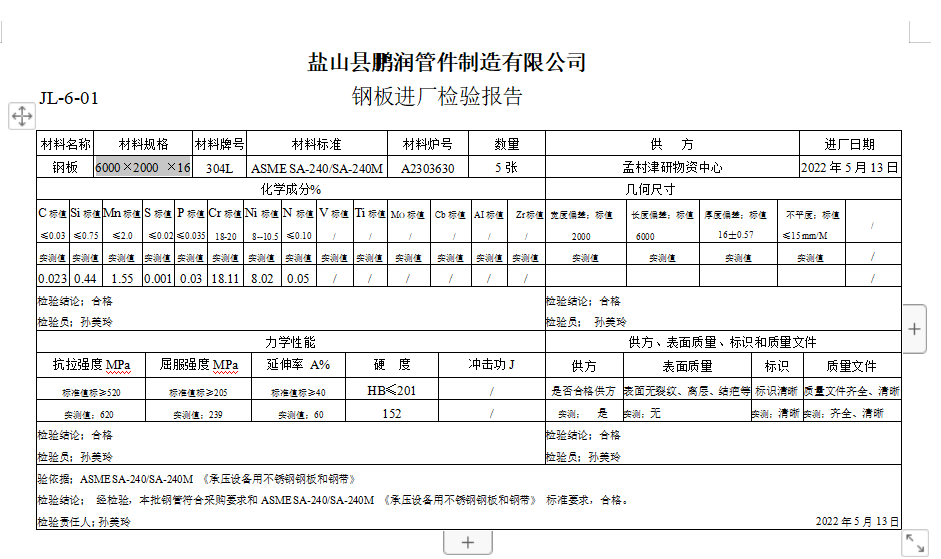 盐山县鹏润管件制造有限公司
JL-6-01 钢板进厂检验报告
材料名称 材料规格 材料牌号 材料标准 材料炉号 数量 供 方 进厂日期
钢板 6000×2000 ×16 304L ASME SA-240/SA-240M A2303630 5 张 孟村津研物资中心 2022 年 5 月 13 日
化学成分% 几何尺寸
C 标值 Si 标值 Mn 标值 S 标值 P 标值 Cr 标值 Ni 标值 N 标值 V 标值 Ti 标值 Mo 标值 Cb 标值 AI 标值 Zr 标值 宽度偏差；标值 长度偏差；标值 厚度偏差；标值 不平度；标值 /
≤0.03 ≤0.75 ≤2.0 ≤0.02 ≤0.035 18-20 8--10.5 ≤0.10 / / / / / / 2000 6000 16±0.57 ≤15 mm/M
实测值 实测值 实测值 实测值 实测值 实测值 实测值 实测值 实测值 实测值 实测值 实测值 实测值 实测值 实测值 实测值 实测值 实测值 /
0.023 0.44 1.55 0.001 0.03 18.11 8.02 0.05 / / / / / / /
检验结论；合格 检验结论；合格
检验员；孙美玲 检验员； 孙美玲
力学性能 供方、表面质量、标识和质量文件
抗拉强度 MPa 屈服强度 MPa 延伸率 A% 硬 度 冲击功 J 供方 表面质量 标识 质量文件
标准值标≥520 标准值标≥205 标准值标≥40 HB≤201 / 是否合格供方 表面无裂纹、离层、结疤等 标识清晰 质量文件齐全、清晰
实测值；620 实测值；239 实测值；60 152 / 实测； 是 实测；无 实测；清晰 实测；齐全、清晰
检验结论；合格 检验结论；合格
检验员；孙美玲 检验员；孙美玲
验依据；ASME SA-240/SA-240M 《承压设备用不锈钢钢板和钢带》
检验结论； 经检验，本批钢管符合采购要求和 ASME SA-240/SA-240M 《承压设备用不锈钢钢板和钢带》 标准要求，合格。
检验责任人；孙美玲 2022 年 5 月 13 日